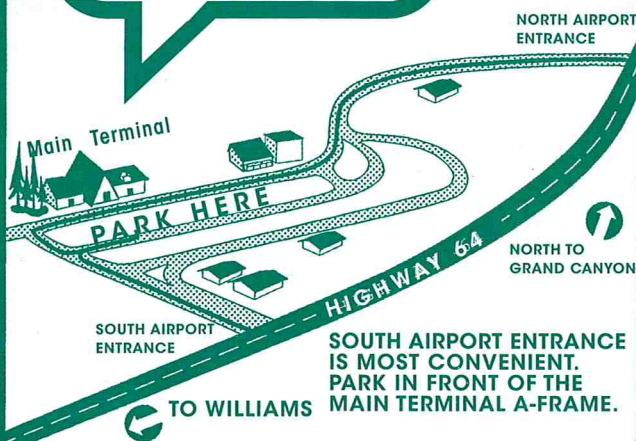 NORTH AIRPORT
ENTRANCE
Main Terminal
PARK HERE
HIGHWAY 64
NORTH TO
GRAND CANYON
SOUTH AIRPORT
ENTRANCE
SOUTH AIRPORT ENTRANCE
IS MOST CONVENIENT.
PARK IN FRONT OF THE
MAIN TERMINAL A-FRAME.
TO WILLIAMS